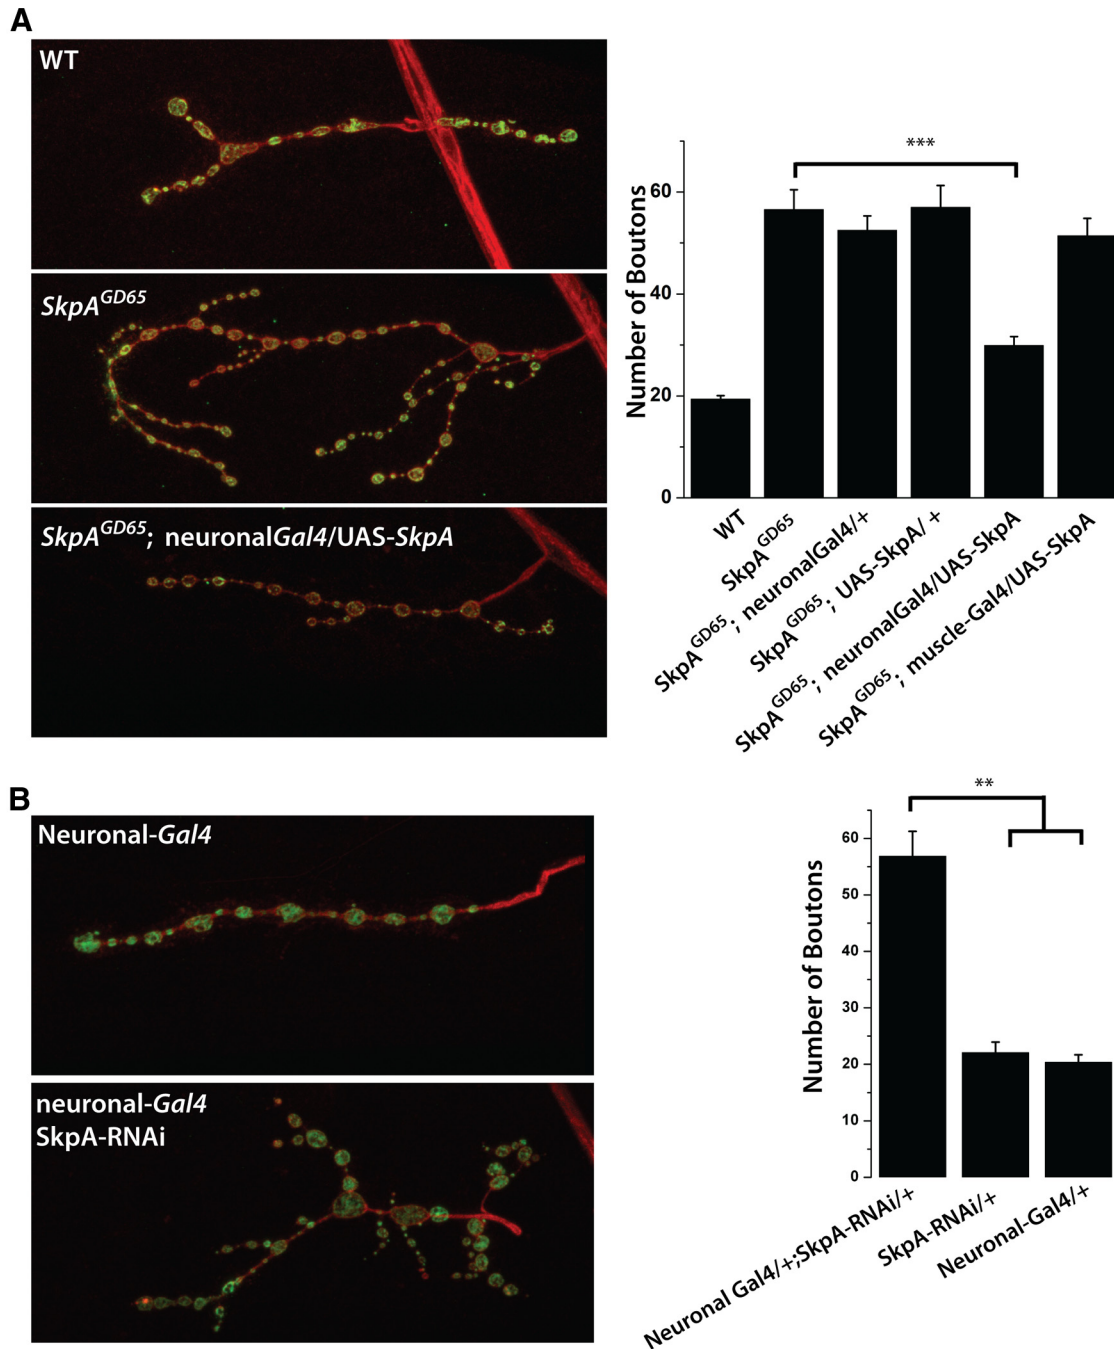 A
WT
SkpA^GD65
SkpA^GD65; neuronalGal4/UAS-SkpA
***
Number of Boutons
60
40
20
0
WT
SkpA^GD65
SkpA^GD65; neuronalGal4/+
SkpA^GD65; UAS-SkpA/+
SkpA^GD65; neuronalGal4/UAS-SkpA
SkpA^GD65; muscle-Gal4/UAS-SkpA
B
Neuronal-Gal4
neuronal-Gal4
SkpA-RNAi
**
Number of Boutons
60
50
40
30
20
10
0
Neuronal Gal4/+;SkpA-RNAi/+
SkpA-RNAi/+
Neuronal-Gal4/+